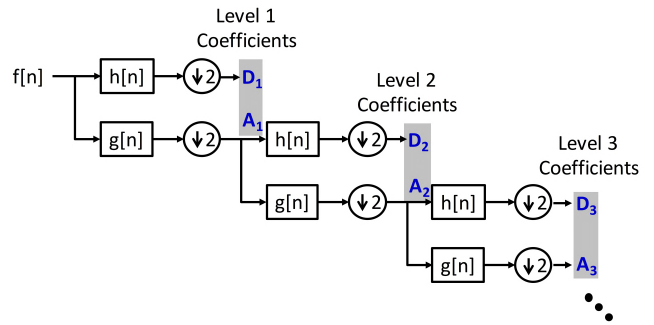 Level 1
Coefficients
f[n]
h[n]
↓2
D₁
Level 2
Coefficients
A₁
g[n]
↓2
h[n]
↓2
D₂
Level 3
Coefficients
A₂
g[n]
↓2
h[n]
↓2
D₃
g[n]
↓2
A₃